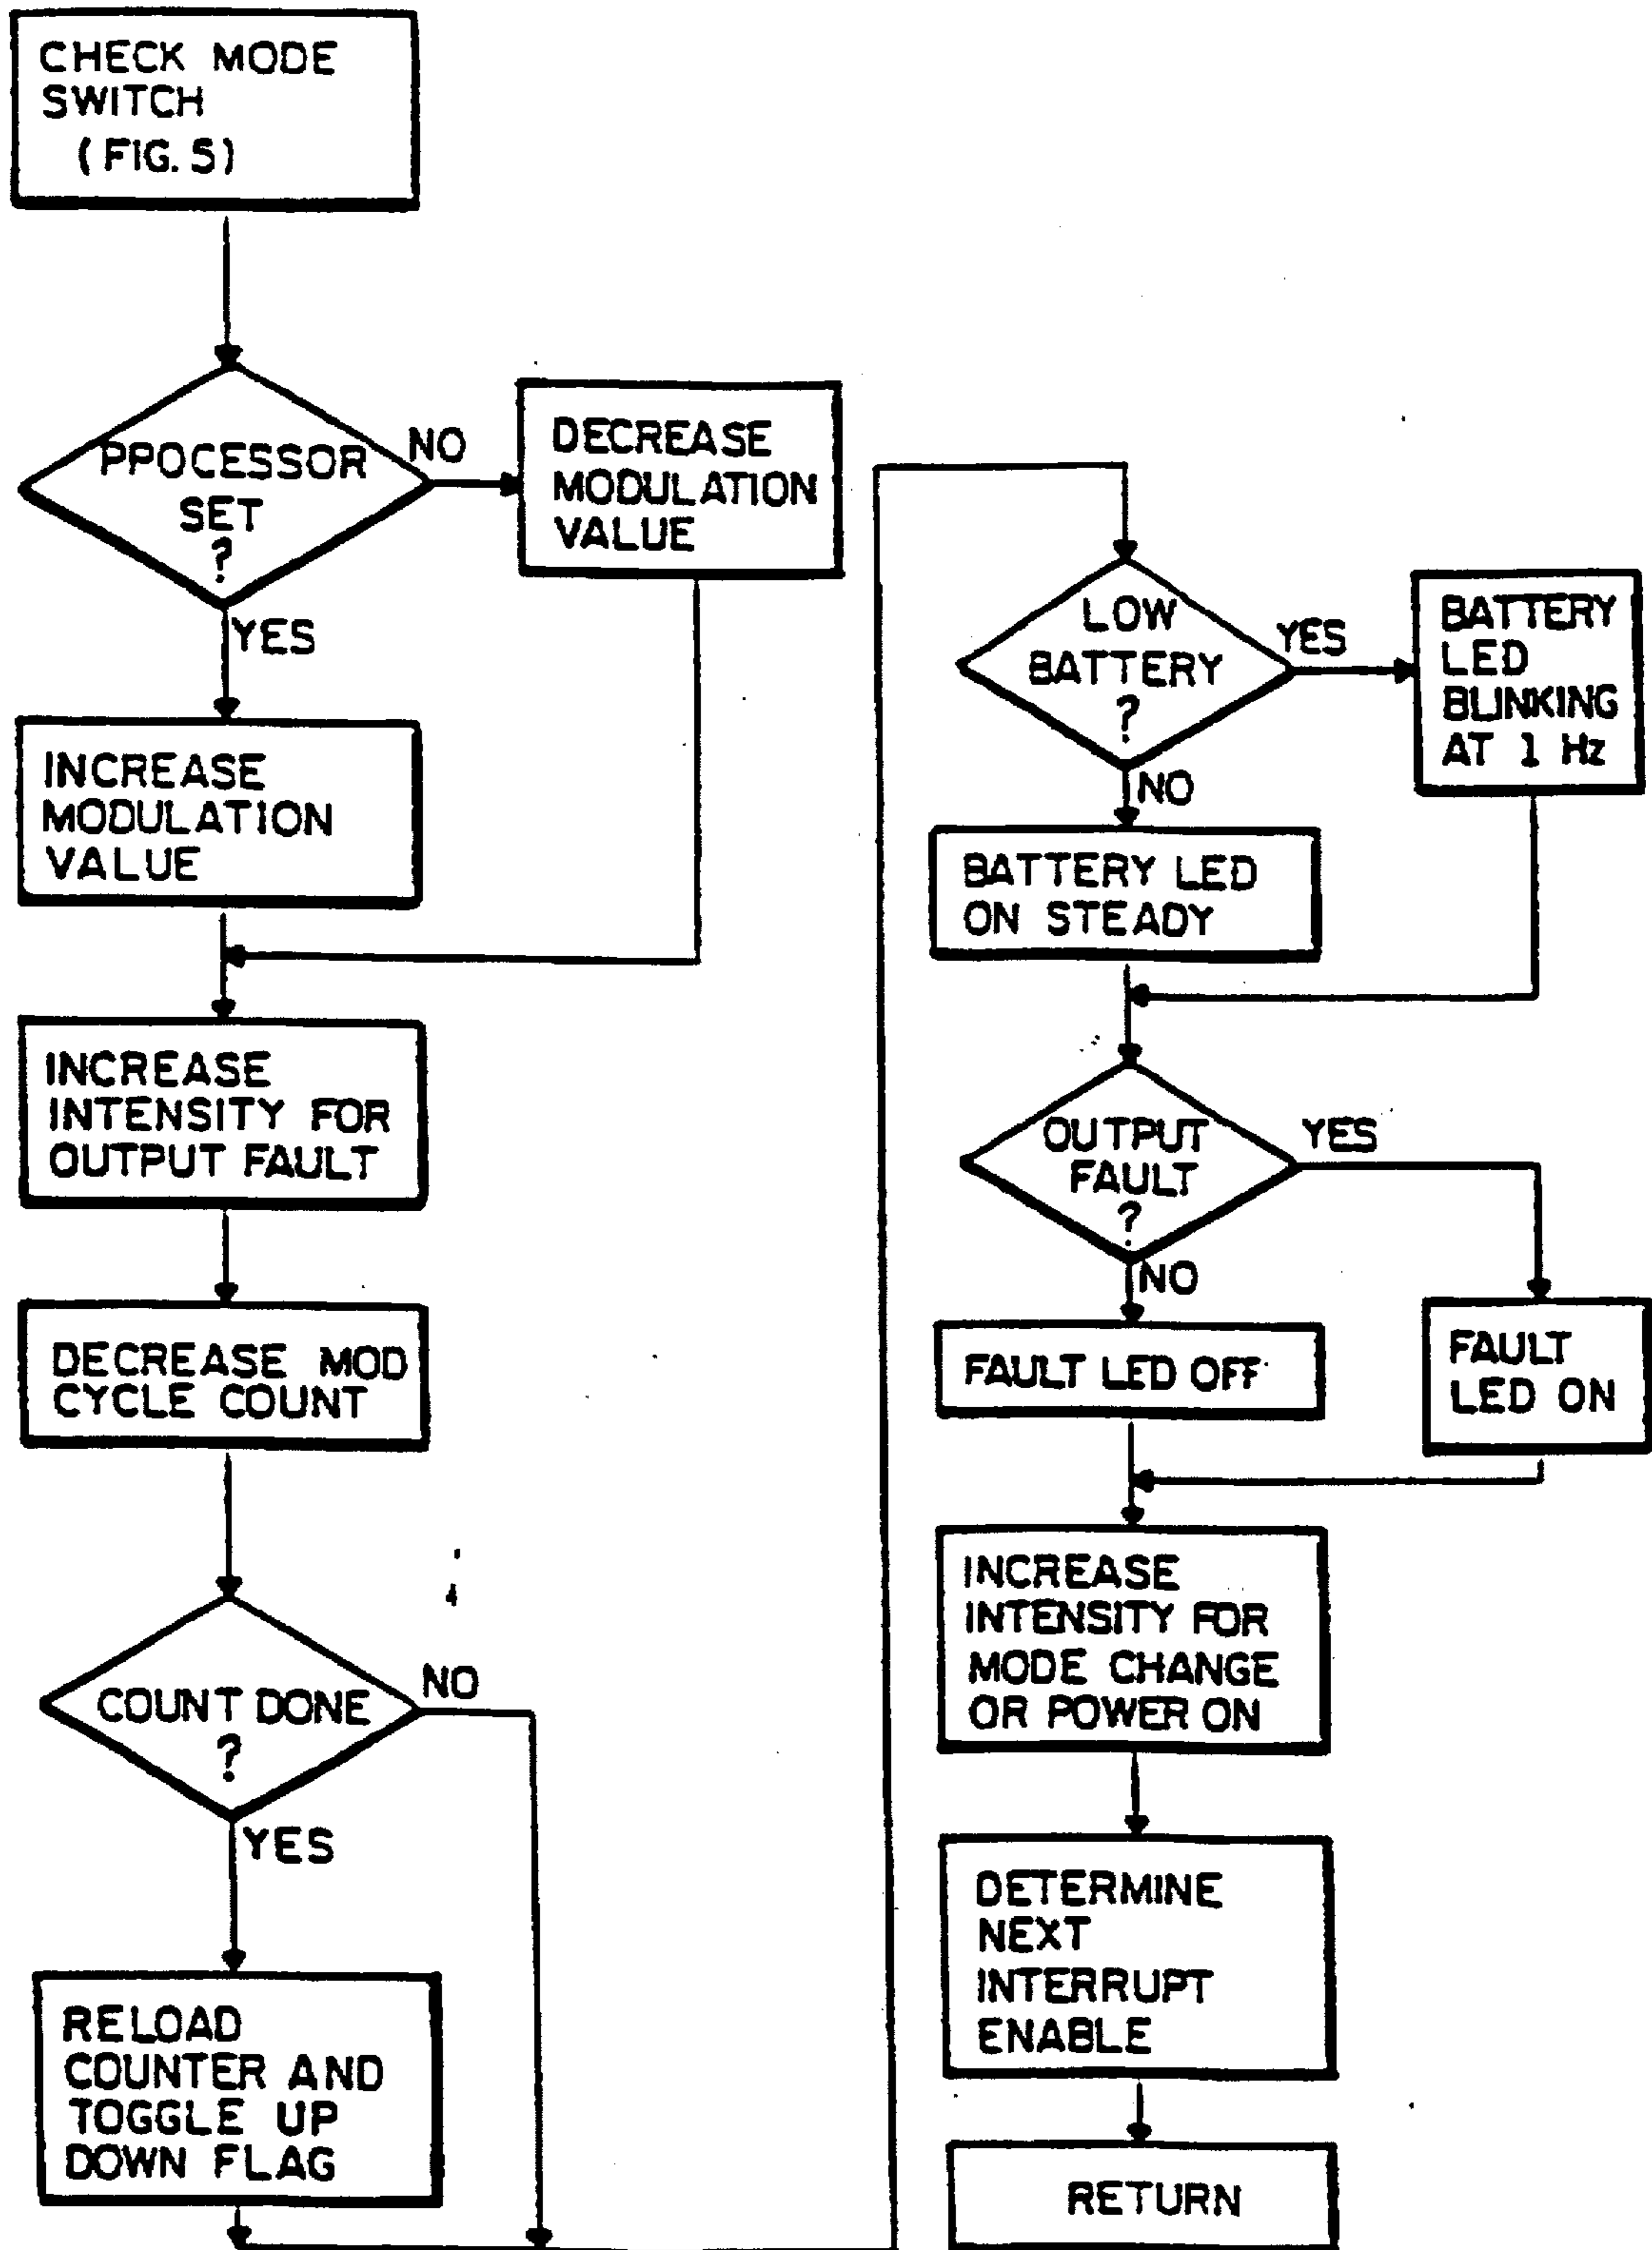 CHECK MODE
SWITCH
(FIG. 5)
PPOCESSOR
SET
?
NO
DECREASE
MODULATION
VALUE
YES
INCREASE
MODULATION
VALUE
INCREASE
INTENSITY FOR
OUTPUT FAULT
DECREASE MOD
CYCLE COUNT
COUNT DONE
?
NO
YES
RELOAD
COUNTER AND
TOGGLE UP
DOWN FLAG
LOW
BATTERY
?
YES
BATTERY
LED
BLINKING
AT 1 Hz
NO
BATTERY LED
ON STEADY
OUTPUT
FAULT
?
YES
NO
FAULT LED OFF
FAULT
LED ON
INCREASE
INTENSITY FOR
MODE CHANGE
OR POWER ON
DETERMINE
NEXT
INTERRUPT
ENABLE
RETURN